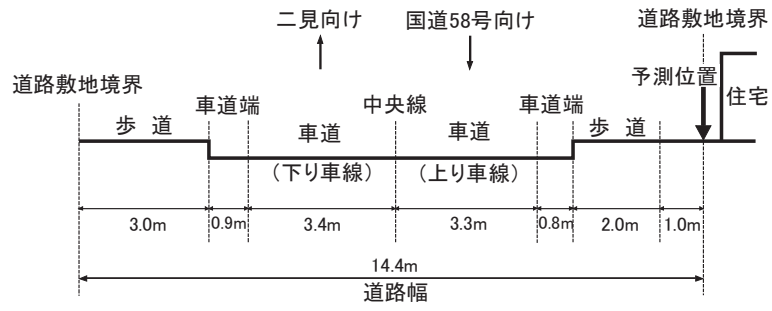 二見向け
国道58号向け
道路敷地境界
道路敷地境界
予測位置
住宅
歩 道
車道端
車道
中央線
車道
車道端
歩 道
(下り車線)
(上り車線)
3.0m
0.9m
3.4m
3.3m
0.8m
2.0m
1.0m
14.4m
道路幅